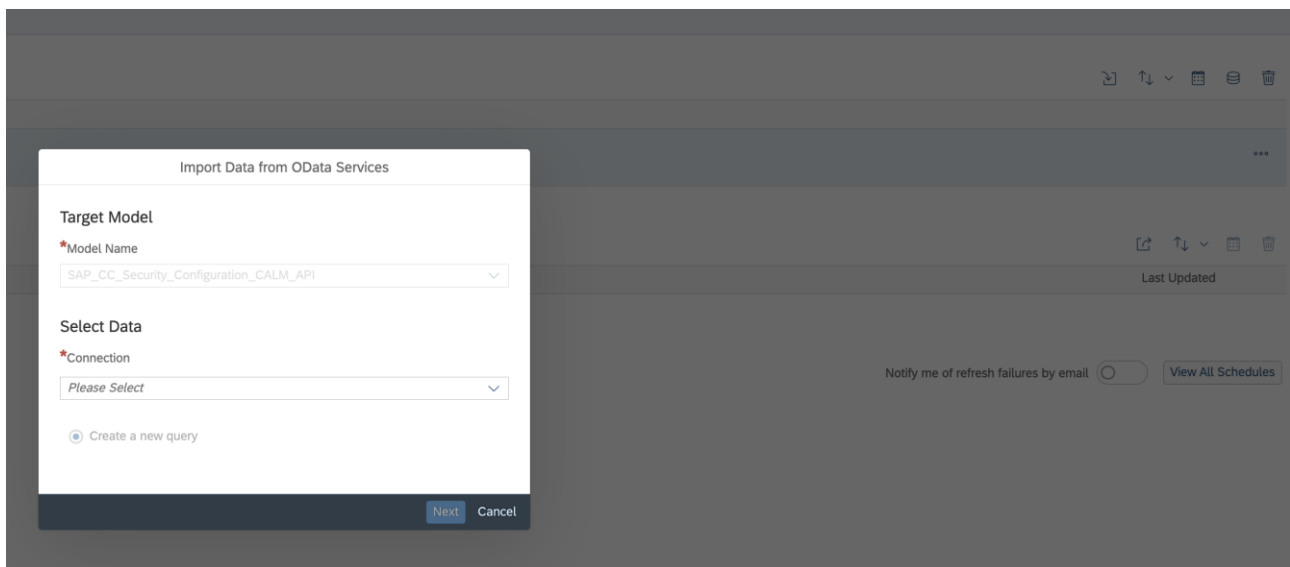 Import Data from OData Services
Target Model
*Model Name
SAP_CC_Security_Configuration_CALM_API
Select Data
*Connection
Please Select
Create a new query
Next Cancel
Last Updated
Notify me of refresh failures by email View All Schedules